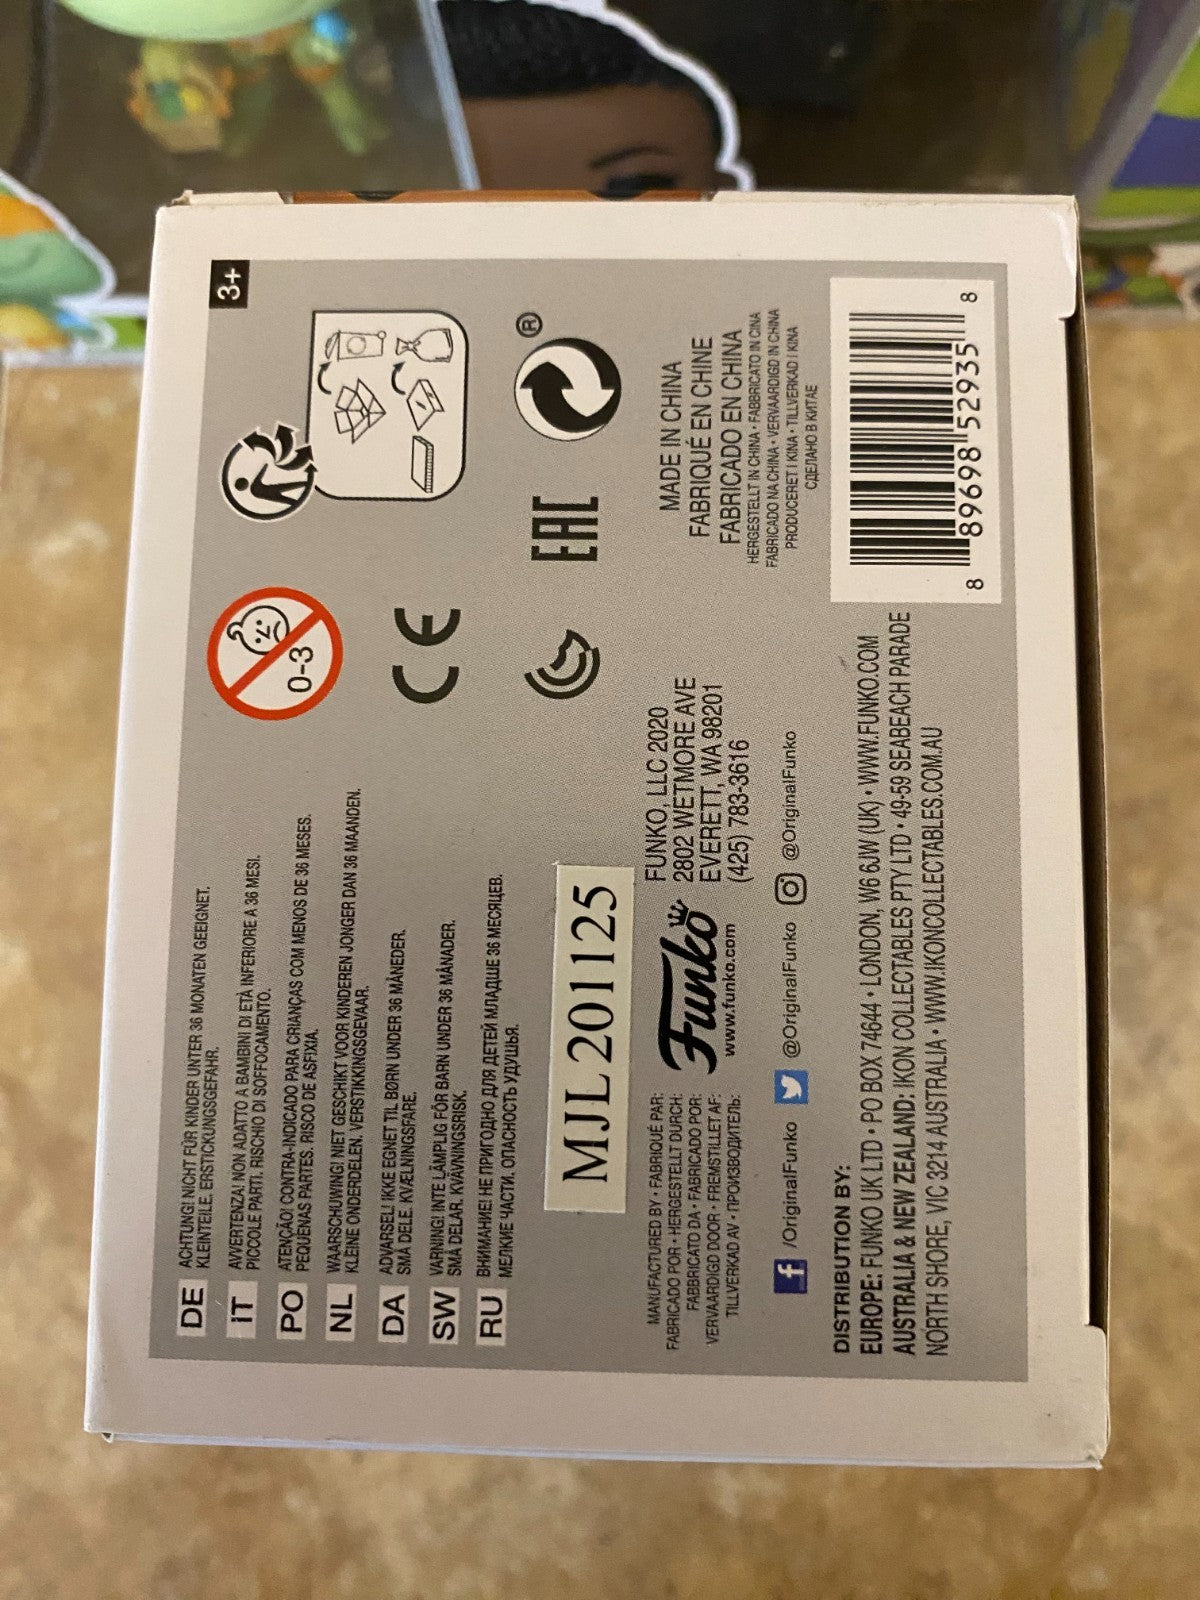 DE ACHTUNG! NICHT FÜR KINDER UNTER 36 MONATEN GEEIGNET.
KLEINTEILE. ERSTICKUNGSGEFAHR.
IT AVVERTENZA! NON ADATTO A BAMBINI DI ETÀ INFERIORE A 36 MESI.
PICCOLE PARTI. RISCHIO DI SOFFOCAMENTO.
PO ATENÇÃO! CONTRA-INDICADO PARA CRIANÇAS COM MENOS DE 36 MESES.
PEQUENAS PARTES. RISCO DE ASFIXIA.
NL WAARSCHUWING! NIET GESCHIKT VOOR KINDEREN JONGER DAN 36 MAANDEN.
KLEINE ONDERDELEN. VERSTIKKINGSGEVAAR.
DA ADVARSEL! IKKE EGNET TIL BØRN UNDER 36 MÅNEDER.
SMÅ DELE. KVÆLNINGSFARE.
SW VARNING! INTE LÄMPLIG FÖR BARN UNDER 36 MÅNADER.
SMÅ DELAR. KVÄVNINGSRISK.
RU ВНИМАНИЕ! НЕ ПРИГОДНО ДЛЯ ДЕТЕЙ МЛАДШЕ 36 МЕСЯЦЕВ.
МЕЛКИЕ ЧАСТИ. ОПАСНОСТЬ УДУШЬЯ.
0-3
3+
CE
EAC
®
MJL201125
MANUFACTURED BY • FABRIQUÉ PAR:
FABRICADO POR • HERGESTELLT DURCH:
FABBRICATO DA • FABRICADO POR:
VERVAARDIGD DOOR • FREMSTILLET AF:
TILLVERKAD AV • ПРОИЗВОДИТЕЛЬ:
Funko
www.funko.com
FUNKO, LLC 2020
2802 WETMORE AVE
EVERETT, WA 98201
(425) 783-3616
MADE IN CHINA
FABRIQUÉ EN CHINE
FABRICADO EN CHINA
HERGESTELLT IN CHINA • FABBRICATO IN CINA
FABRICADO NA CHINA • VERVAARDIGD IN CHINA
PRODUCERET I KINA • TILLVERKAD I KINA
СДЕЛАНО В КИТАЕ
/OriginalFunko @OriginalFunko @OriginalFunko
DISTRIBUTION BY:
EUROPE: FUNKO UK LTD • PO BOX 74644 • LONDON, W6 6JW (UK) • WWW.FUNKO.COM
AUSTRALIA & NEW ZEALAND: IKON COLLECTABLES PTY LTD • 49-59 SEABEACH PARADE
NORTH SHORE, VIC 3214 AUSTRALIA • WWW.IKONCOLLECTABLES.COM.AU
8 89698 52935 8